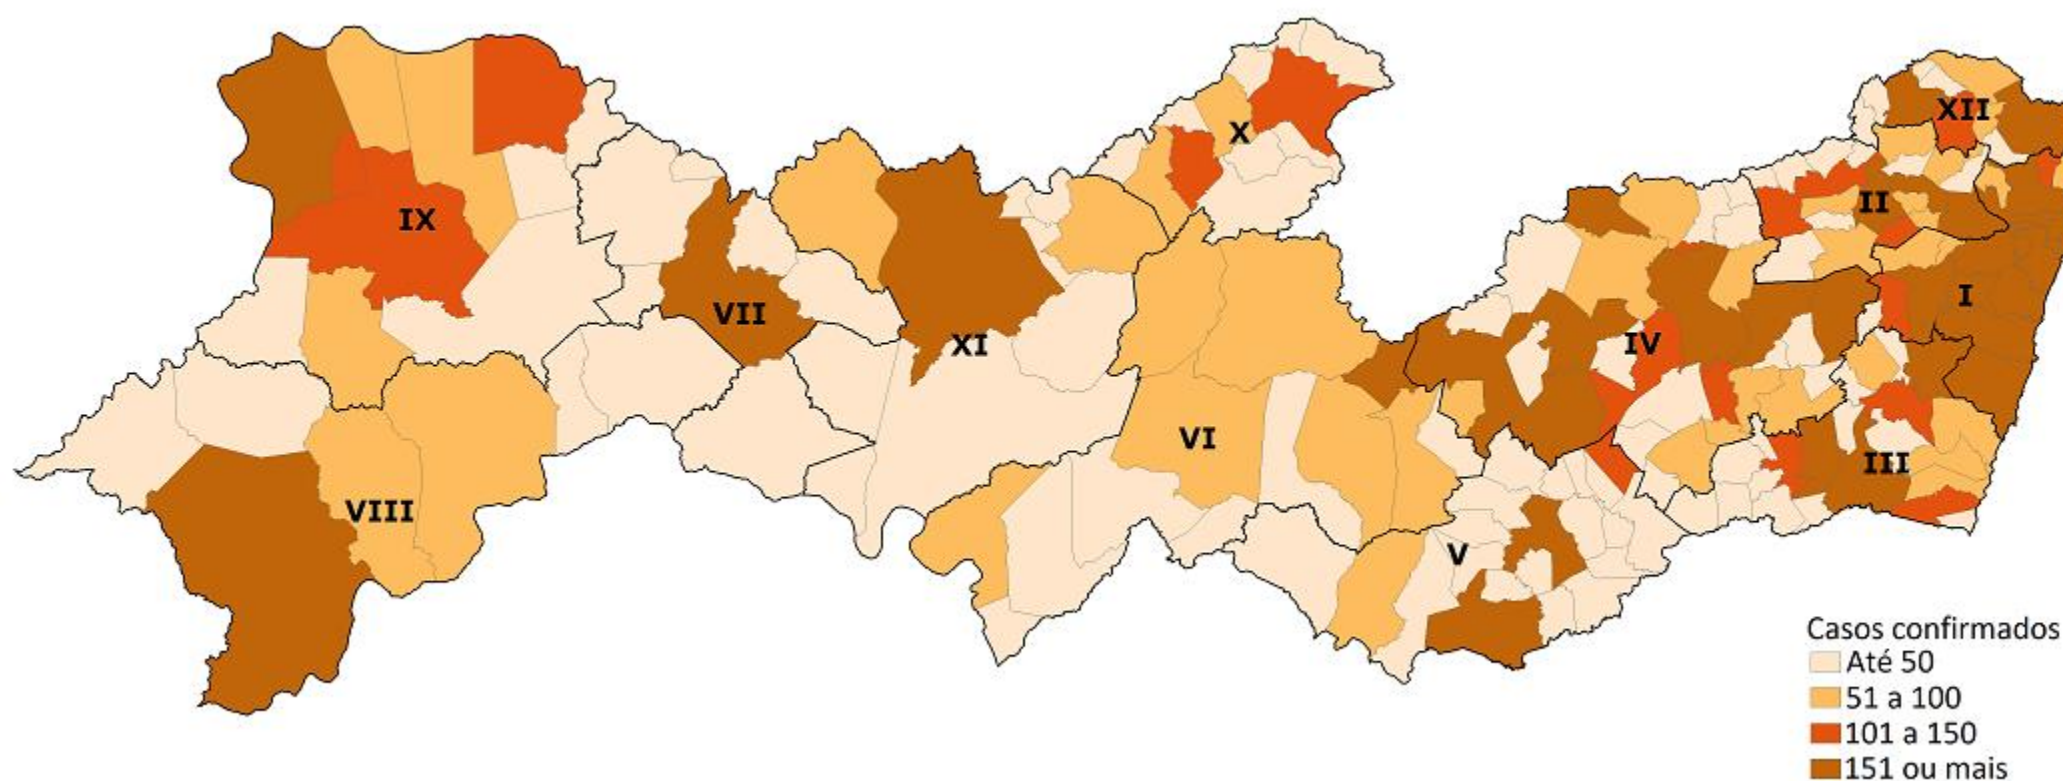 XII
X
II
IX
I
VII
XI
IV
VI
III
VIII
V
Casos confirmados
Até 50
51 a 100
101 a 150
151 ou mais